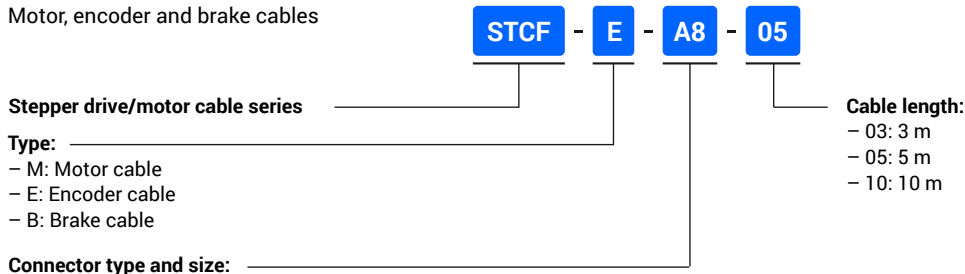 Motor, encoder and brake cables
STCF - E - A8 - 05
Stepper drive/motor cable series
Type:
– M: Motor cable
– E: Encoder cable
– B: Brake cable
Connector type and size:
Cable length:
– 03: 3 m
– 05: 5 m
– 10: 10 m